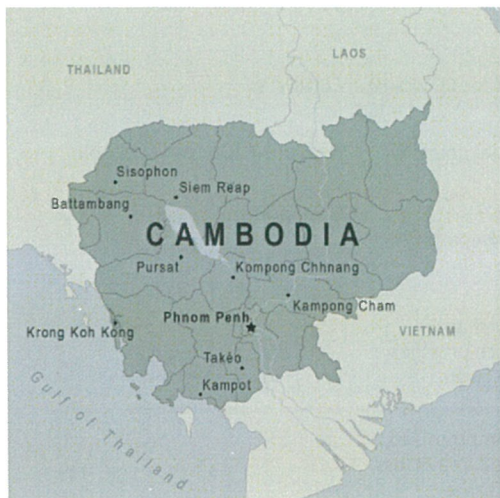 LAOS
THAILAND
Sisophon
Siem Reap
Battambang
CAMBODIA
Pursat
Kompong Chhnang
Kampong Cham
Phnom Penh
Krong Koh Kong
VIETNAM
Takéo
Kampot
Gulf of Thailand